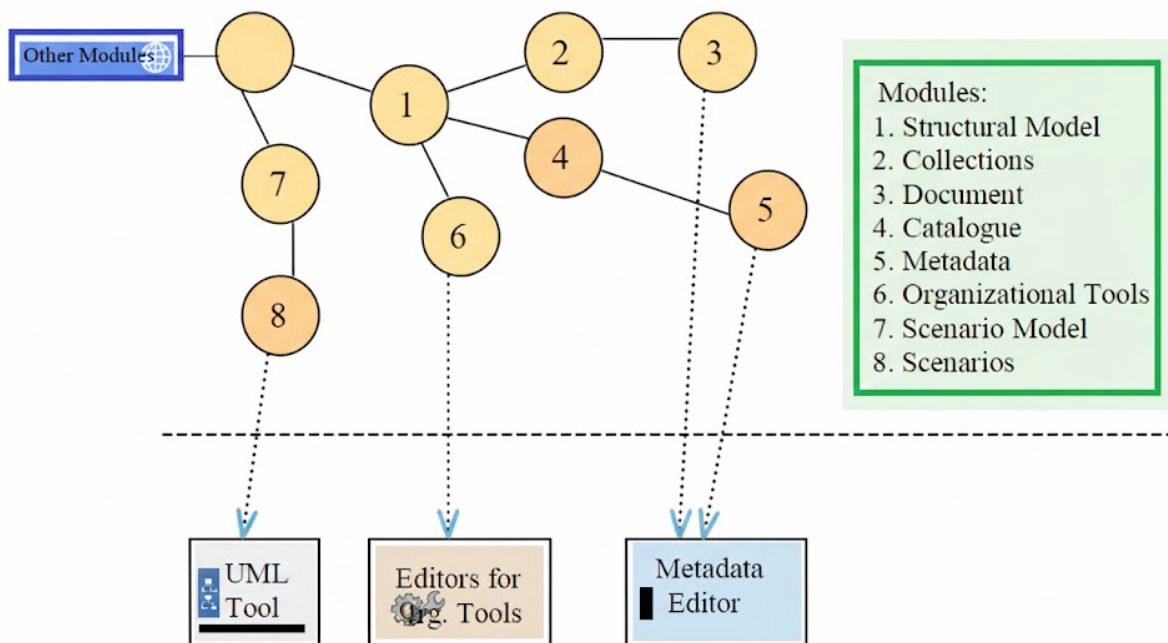 Other Modules
2
3
1
4
7
5
6
8
Modules:
1. Structural Model
2. Collections
3. Document
4. Catalogue
5. Metadata
6. Organizational Tools
7. Scenario Model
8. Scenarios
UML
Tool
Editors for
Org. Tools
Metadata
Editor